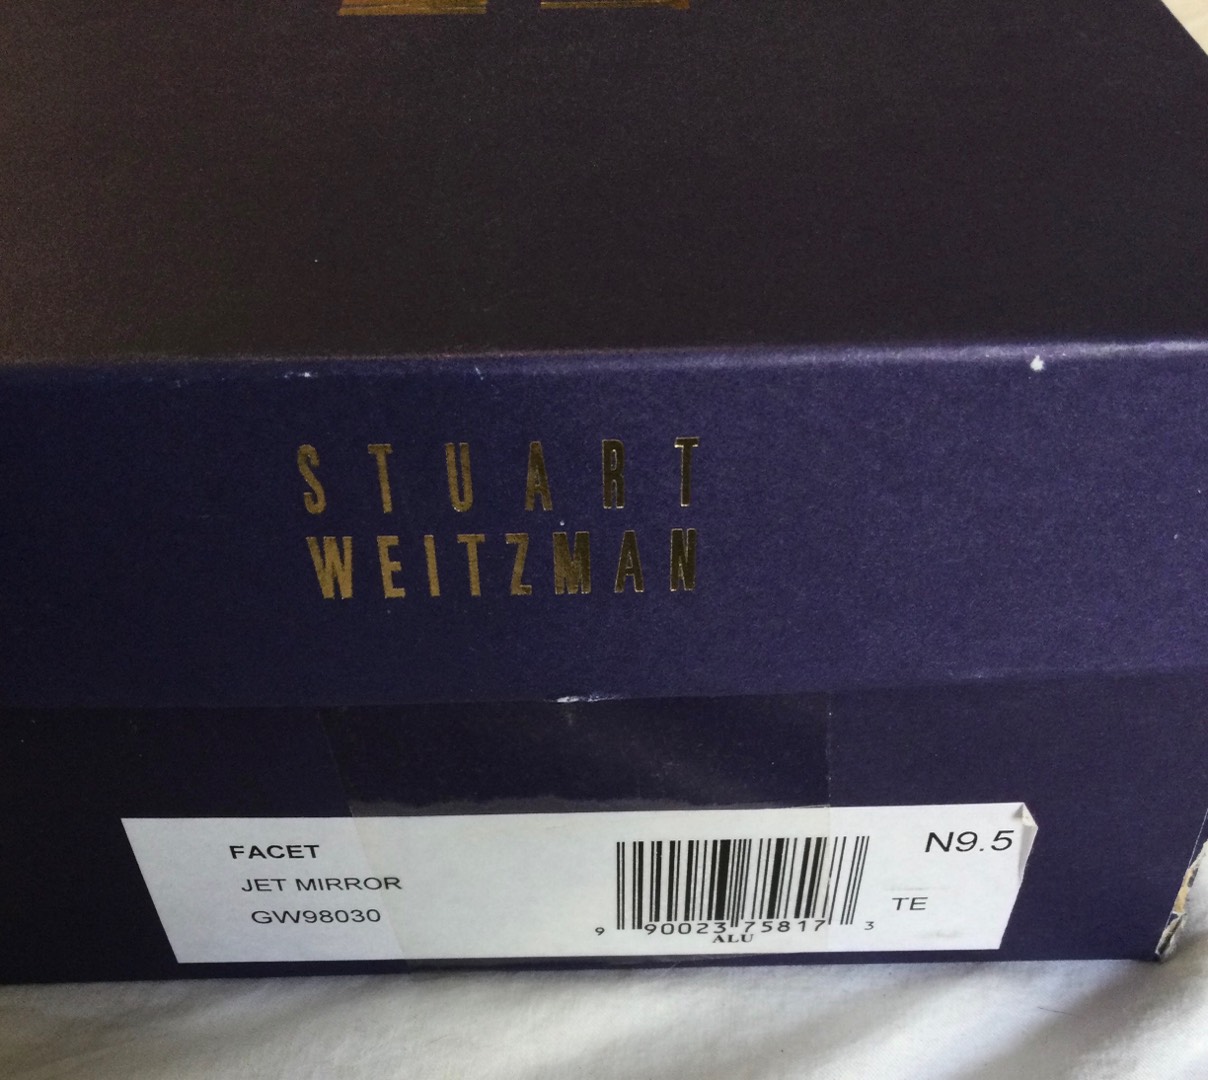 STUART
WEITZMAN
FACET
JET MIRROR
GW98030
9 90023 75817 3
ALU
N9.5
TE